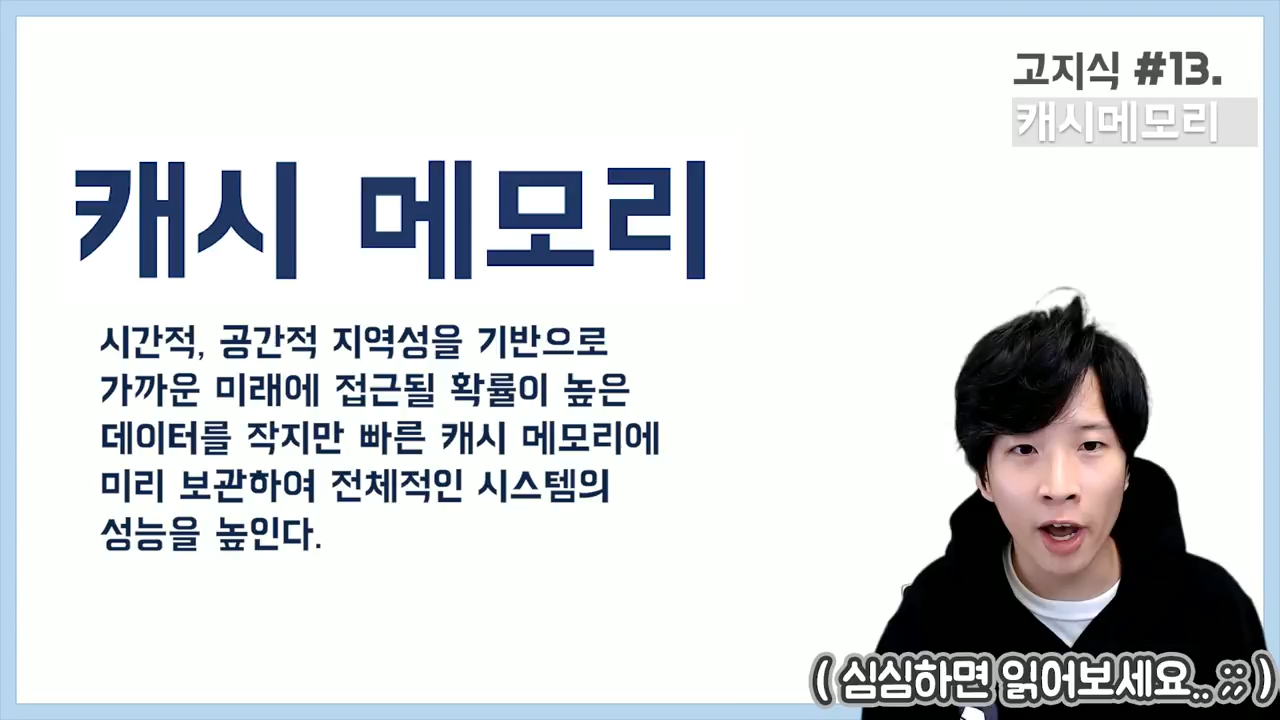 고지식 #13.
캐시메모리
캐시 메모리
시간적, 공간적 지역성을 기반으로
가까운 미래에 접근될 확률이 높은
데이터를 작지만 빠른 캐시 메모리에
미리 보관하여 전체적인 시스템의
성능을 높인다.
( 심심하면 읽어보세요.. ;; )